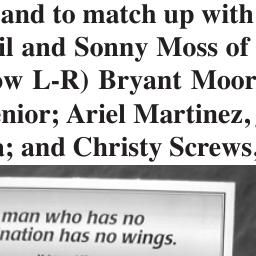 and to match up with
il and Sonny Moss of
ow L-R) Bryant Moor
enior; Ariel Martinez,
; and Christy Screws,
man who has no
nation has no wings.